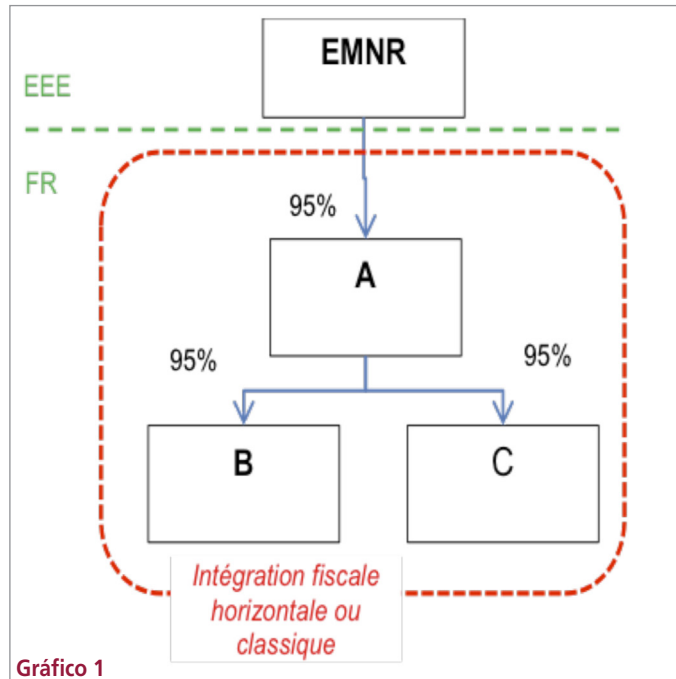 EMNR
EEE
FR
95%
A
95%
95%
B
C
Intégration fiscale
horizontale ou
classique
Gráfico 1